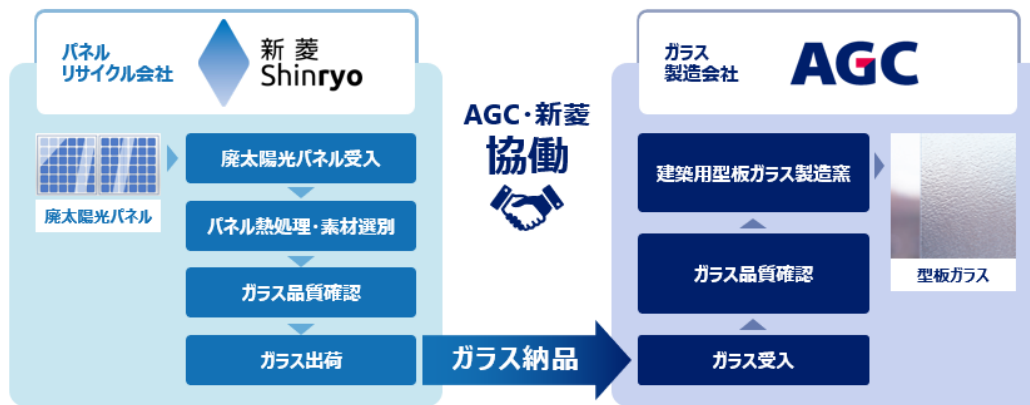 パネル
リサイクル会社
新菱
Shinryo
廃太陽光パネル
廃太陽光パネル受入
パネル熱処理・素材選別
ガラス品質確認
ガラス出荷
AGC・新菱
協働
ガラス納品
ガラス
製造会社
AGC
建築用型板ガラス製造窯
ガラス品質確認
ガラス受入
型板ガラス